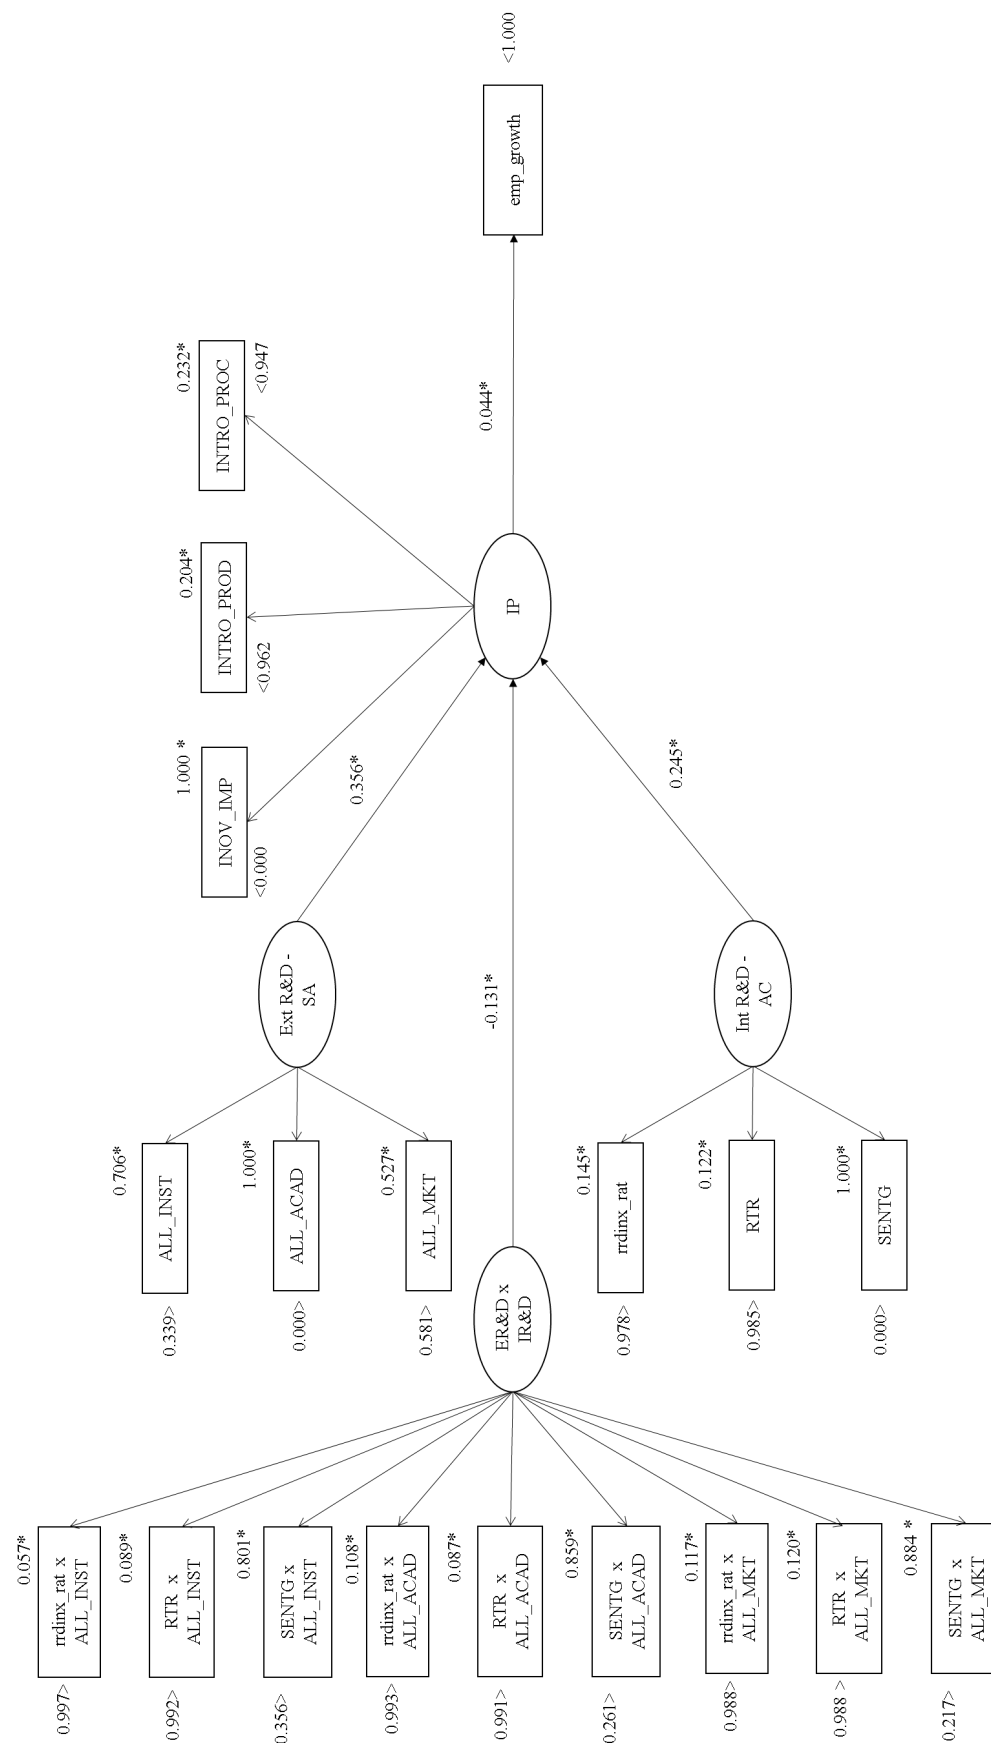 0.997>
rrdinx_rat x
ALL_INST
0.057*
0.992>
RTR x
ALL_INST
0.089*
0.356>
SENTG x
ALL_INST
0.801*
0.993>
rrdinx_rat x
ALL_ACAD
0.108*
0.991>
RTR x
ALL_ACAD
0.087*
0.261>
SENTG x
ALL_ACAD
0.859*
0.988>
rrdinx_rat x
ALL_MKT
0.117*
0.988 >
RTR x
ALL_MKT
0.120*
0.217>
SENTG x
ALL_MKT
0.884 *
ER&D x
IR&D
0.339>
ALL_INST
0.706*
0.000>
ALL_ACAD
1.000*
0.581>
ALL_MKT
0.527*
0.978>
rrdinx_rat
0.145*
0.985>
RTR
0.122*
0.000>
SENTG
1.000*
Ext R&D -
SA
Int R&D -
AC
0.356*
-0.131*
0.245*
1.000 *
INOV_IMP
<0.000
0.204*
INTRO_PROD
<0.962
0.232*
INTRO_PROC
<0.947
IP
0.044*
emp_growth
<1.000